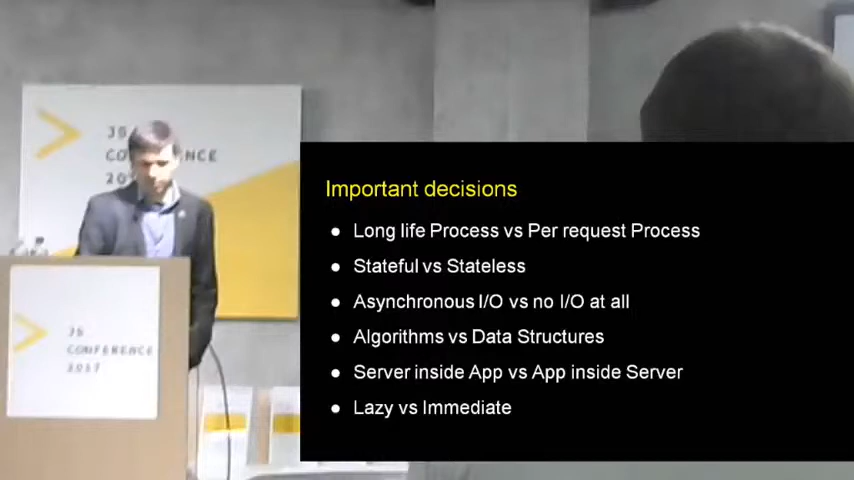 JS
CONFERENCE
Important decisions
● Long life Process vs Per request Process
● Stateful vs Stateless
● Asynchronous I/O vs no I/O at all
● Algorithms vs Data Structures
● Server inside App vs App inside Server
● Lazy vs Immediate
JS
CONFERENCE
2017